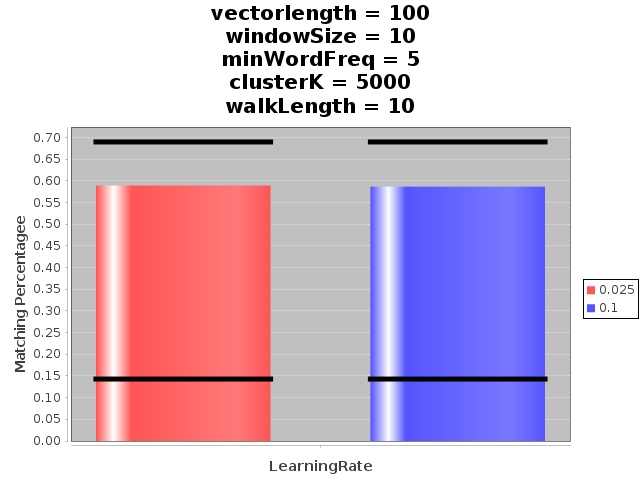 vectorlength = 100
windowSize = 10
minWordFreq = 5
clusterK = 5000
walkLength = 10
0.70
0.65
0.60
0.55
0.50
0.45
0.40
0.35
0.30
0.25
0.20
0.15
0.10
0.05
0.00
Matching Percentagee
LearningRate
0.025
0.1